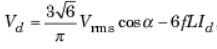 V_d = \frac{3\sqrt{6}}{\pi} V_{rms} \cos \alpha - 6fLI_d